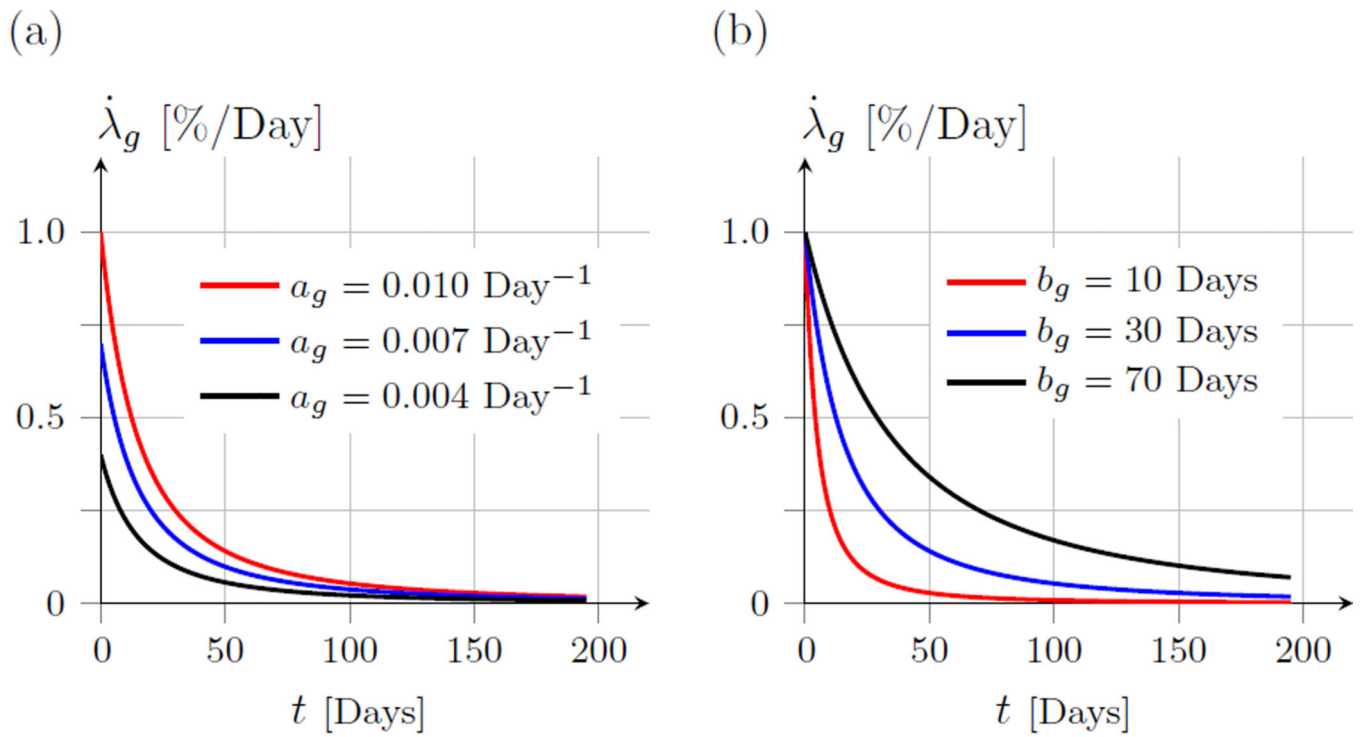 (a)
λ̇g [%/Day]
1.0
0.5
0
0 50 100 150 200
t [Days]
ag = 0.010 Day−1
ag = 0.007 Day−1
ag = 0.004 Day−1
(b)
λ̇g [%/Day]
1.0
0.5
0
0 50 100 150 200
t [Days]
bg = 10 Days
bg = 30 Days
bg = 70 Days